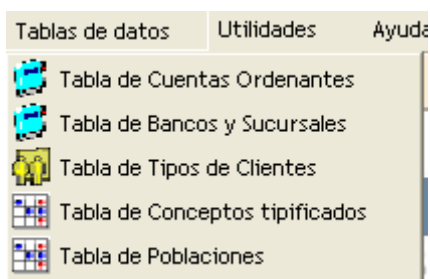 Tablas de datos Utilidades Ayuda
Tabla de Cuentas Ordenantes
Tabla de Bancos y Sucursales
Tabla de Tipos de Clientes
Tabla de Conceptos tipificados
Tabla de Poblaciones